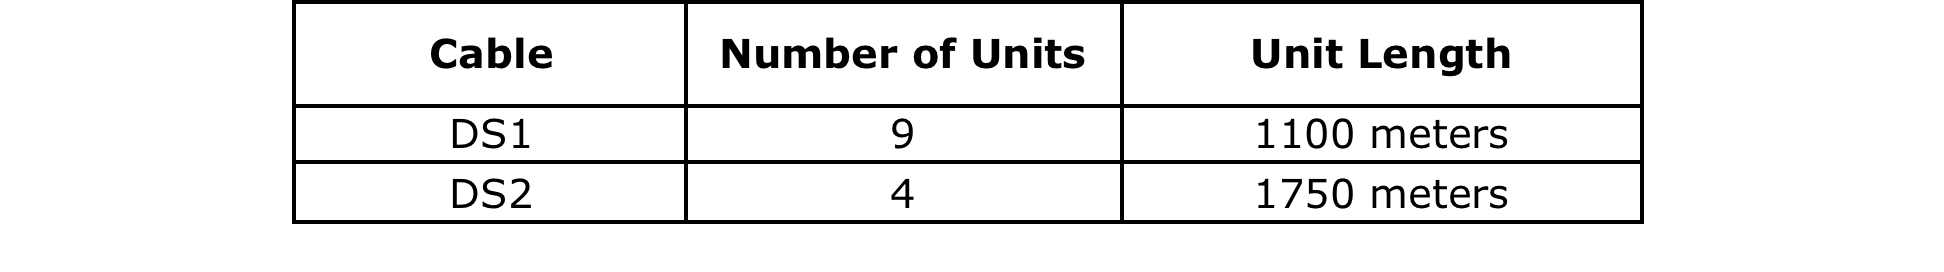 Cable Number of Units Unit Length
DS1 9 1100 meters
DS2 4 1750 meters